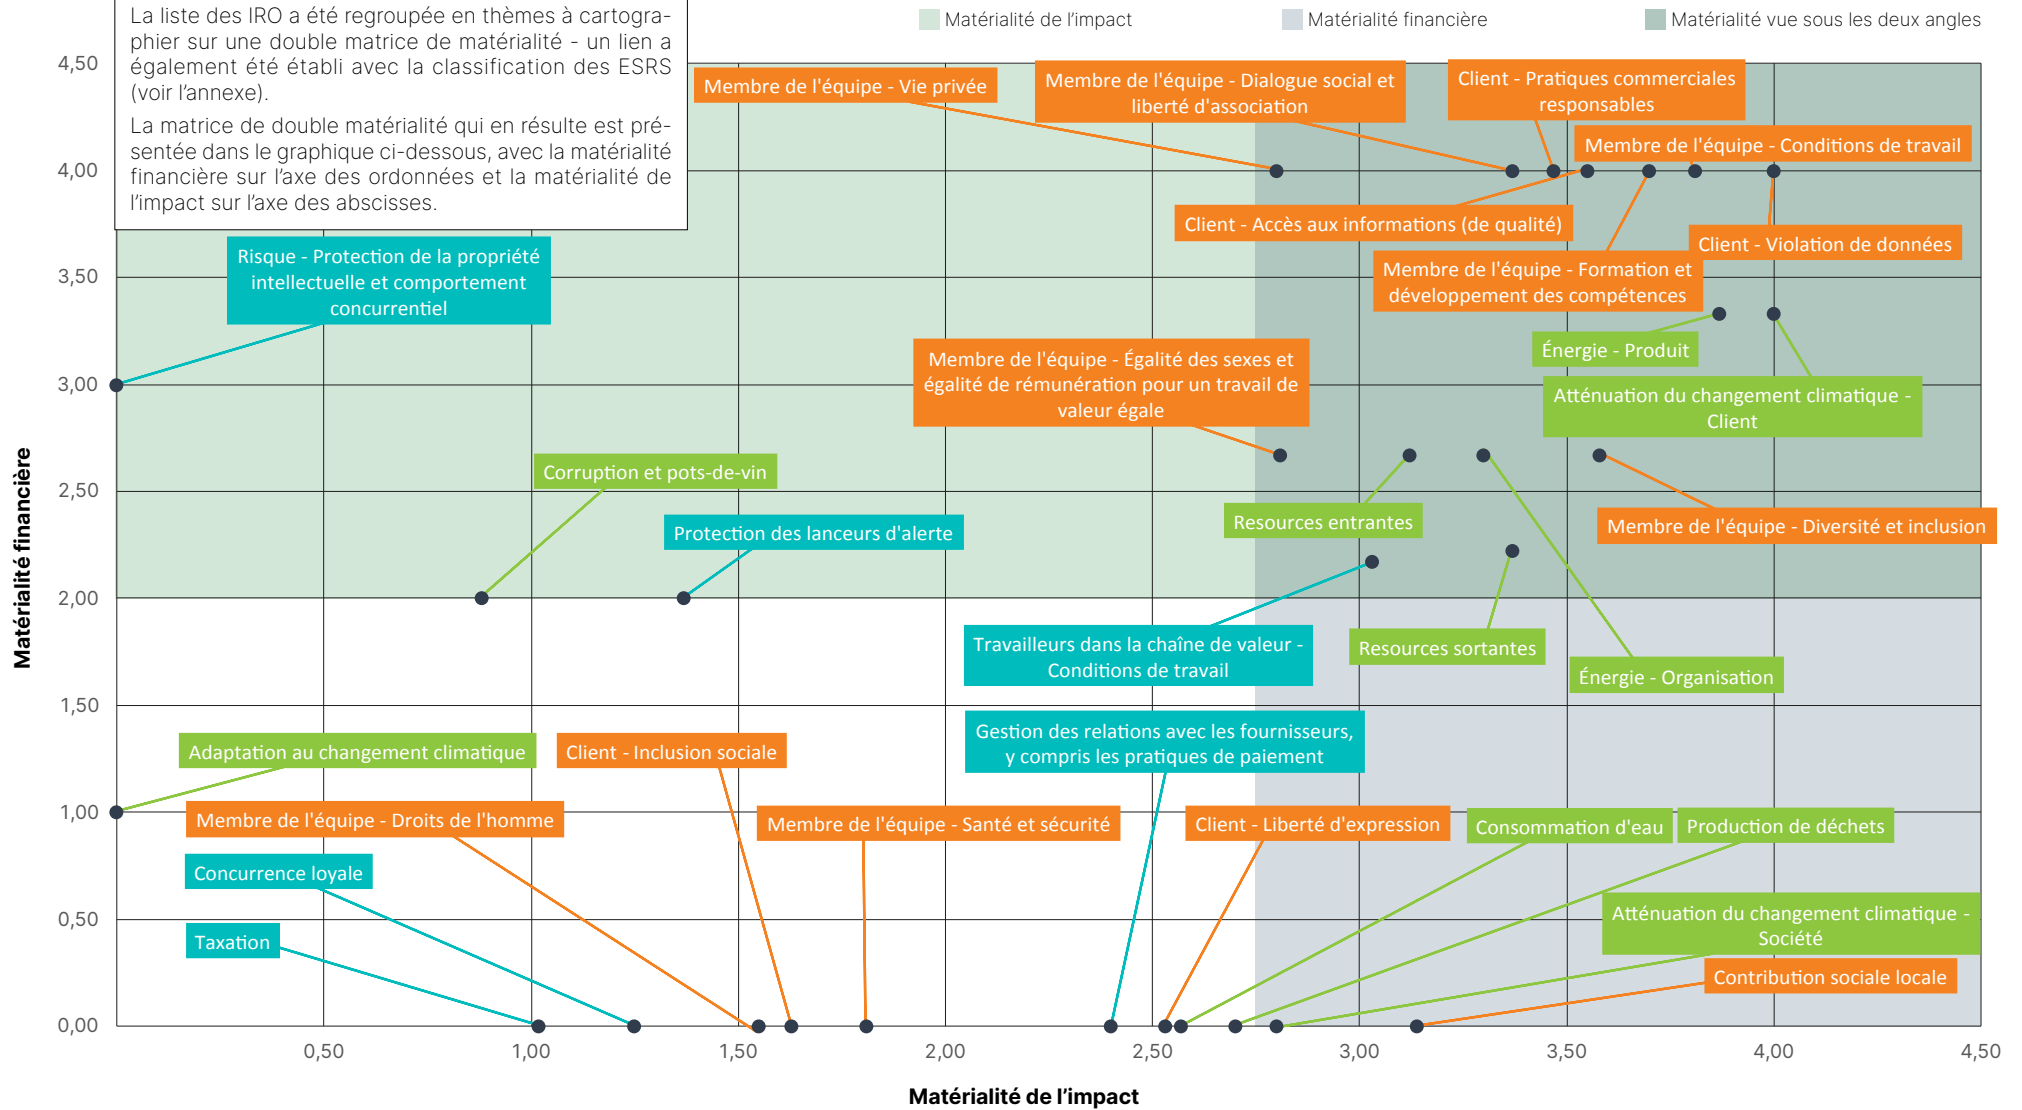 La liste des IRO a été regroupée en thèmes à cartogra-
phier sur une double matrice de matérialité - un lien a
également été établi avec la classification des ESRS
(voir l'annexe).
La matrice de double matérialité qui en résulte est pré-
sentée dans le graphique ci-dessous, avec la matérialité
financière sur l'axe des ordonnées et la matérialité de
l'impact sur l'axe des abscisses.
Matérialité de l'impact
Matérialité financière
Matérialité vue sous les deux angles
4,50
4,00
3,50
3,00
2,50
2,00
1,50
1,00
0,50
0,00
Matérialité financière
Membre de l'équipe - Vie privée
Membre de l'équipe - Dialogue social et
liberté d'association
Client - Pratiques commerciales
responsables
Membre de l'équipe - Conditions de travail
Client - Accès aux informations (de qualité)
Client - Violation de données
Membre de l'équipe - Formation et
développement des compétences
Risque - Protection de la propriété
intellectuelle et comportement
concurrentiel
Énergie - Produit
Membre de l'équipe - Égalité des sexes et
égalité de rémunération pour un travail de
valeur égale
Atténuation du changement climatique -
Client
Corruption et pots-de-vin
Protection des lanceurs d'alerte
Resources entrantes
Membre de l'équipe - Diversité et inclusion
Travailleurs dans la chaîne de valeur -
Conditions de travail
Resources sortantes
Énergie - Organisation
Adaptation au changement climatique
Client - Inclusion sociale
Gestion des relations avec les fournisseurs,
y compris les pratiques de paiement
Membre de l'équipe - Droits de l'homme
Membre de l'équipe - Santé et sécurité
Client - Liberté d'expression
Consommation d'eau
Production de déchets
Concurrence loyale
Taxation
Atténuation du changement climatique -
Société
Contribution sociale locale
0,50
1,00
1,50
2,00
2,50
3,00
3,50
4,00
4,50
Matérialité de l'impact